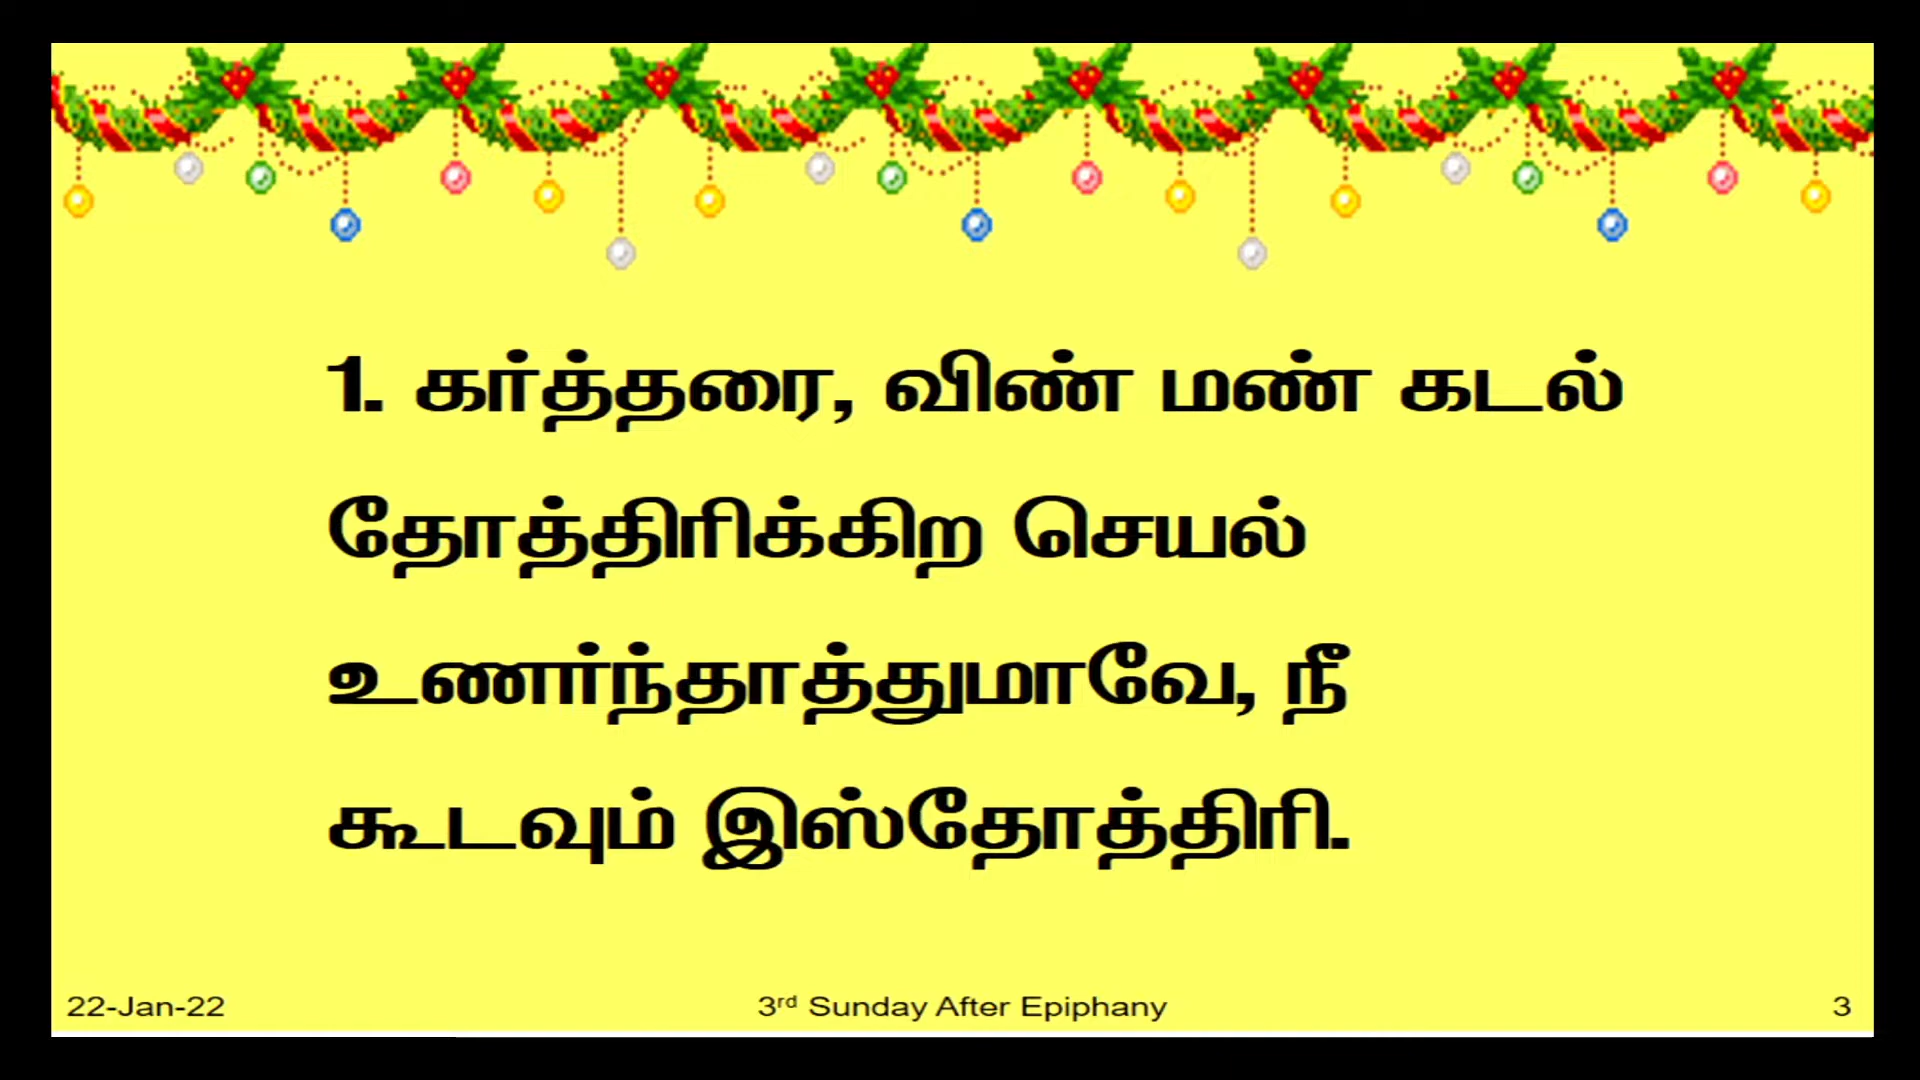 1. கர்த்தரை, விண் மண் கடல்
தோத்திரிக்கிற செயல்
உணர்ந்தாத்துமாவே, நீ
கூடவும் இஸ்தோத்திரி.
22-Jan-22 3rd Sunday After Epiphany 3